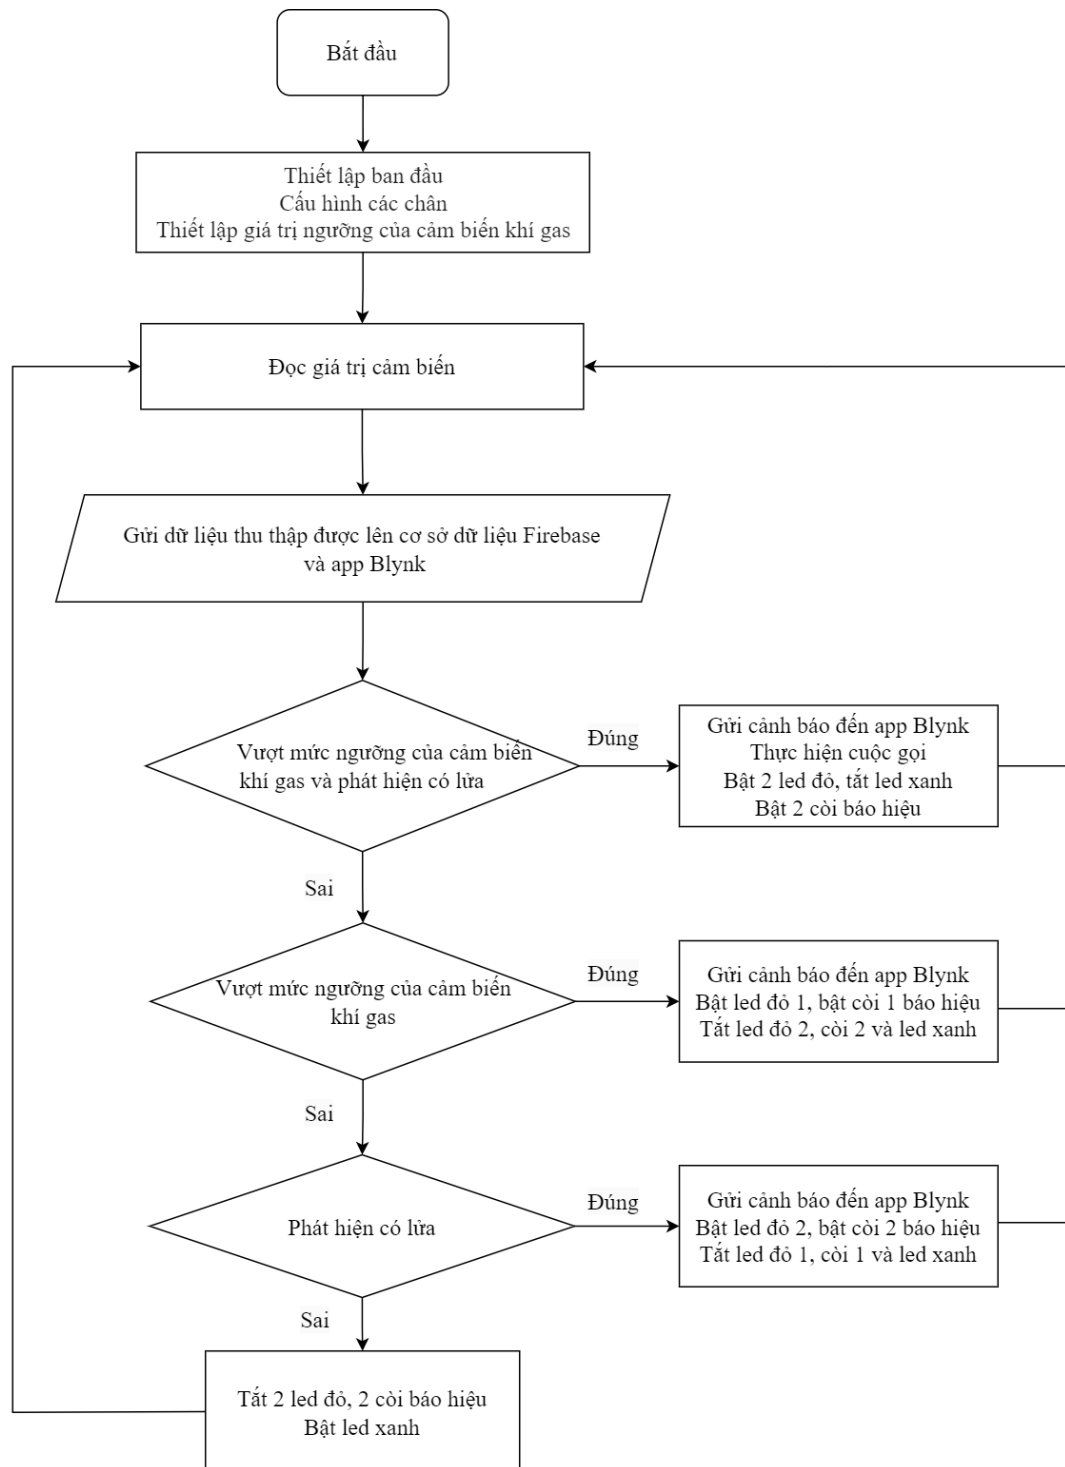 Bắt đầu
Thiết lập ban đầu
Cấu hình các chân
Thiết lập giá trị ngưỡng của cảm biến khí gas
Đọc giá trị cảm biến
Gửi dữ liệu thu thập được lên cơ sở dữ liệu Firebase
và app Blynk
Vượt mức ngưỡng của cảm biến
khí gas và phát hiện có lửa
Đúng
Gửi cảnh báo đến app Blynk
Thực hiện cuộc gọi
Bật 2 led đỏ, tắt led xanh
Bật 2 còi báo hiệu
Sai
Vượt mức ngưỡng của cảm biến
khí gas
Đúng
Gửi cảnh báo đến app Blynk
Bật led đỏ 1, bật còi 1 báo hiệu
Tắt led đỏ 2, còi 2 và led xanh
Sai
Phát hiện có lửa
Đúng
Gửi cảnh báo đến app Blynk
Bật led đỏ 2, bật còi 2 báo hiệu
Tắt led đỏ 1, còi 1 và led xanh
Sai
Tắt 2 led đỏ, 2 còi báo hiệu
Bật led xanh